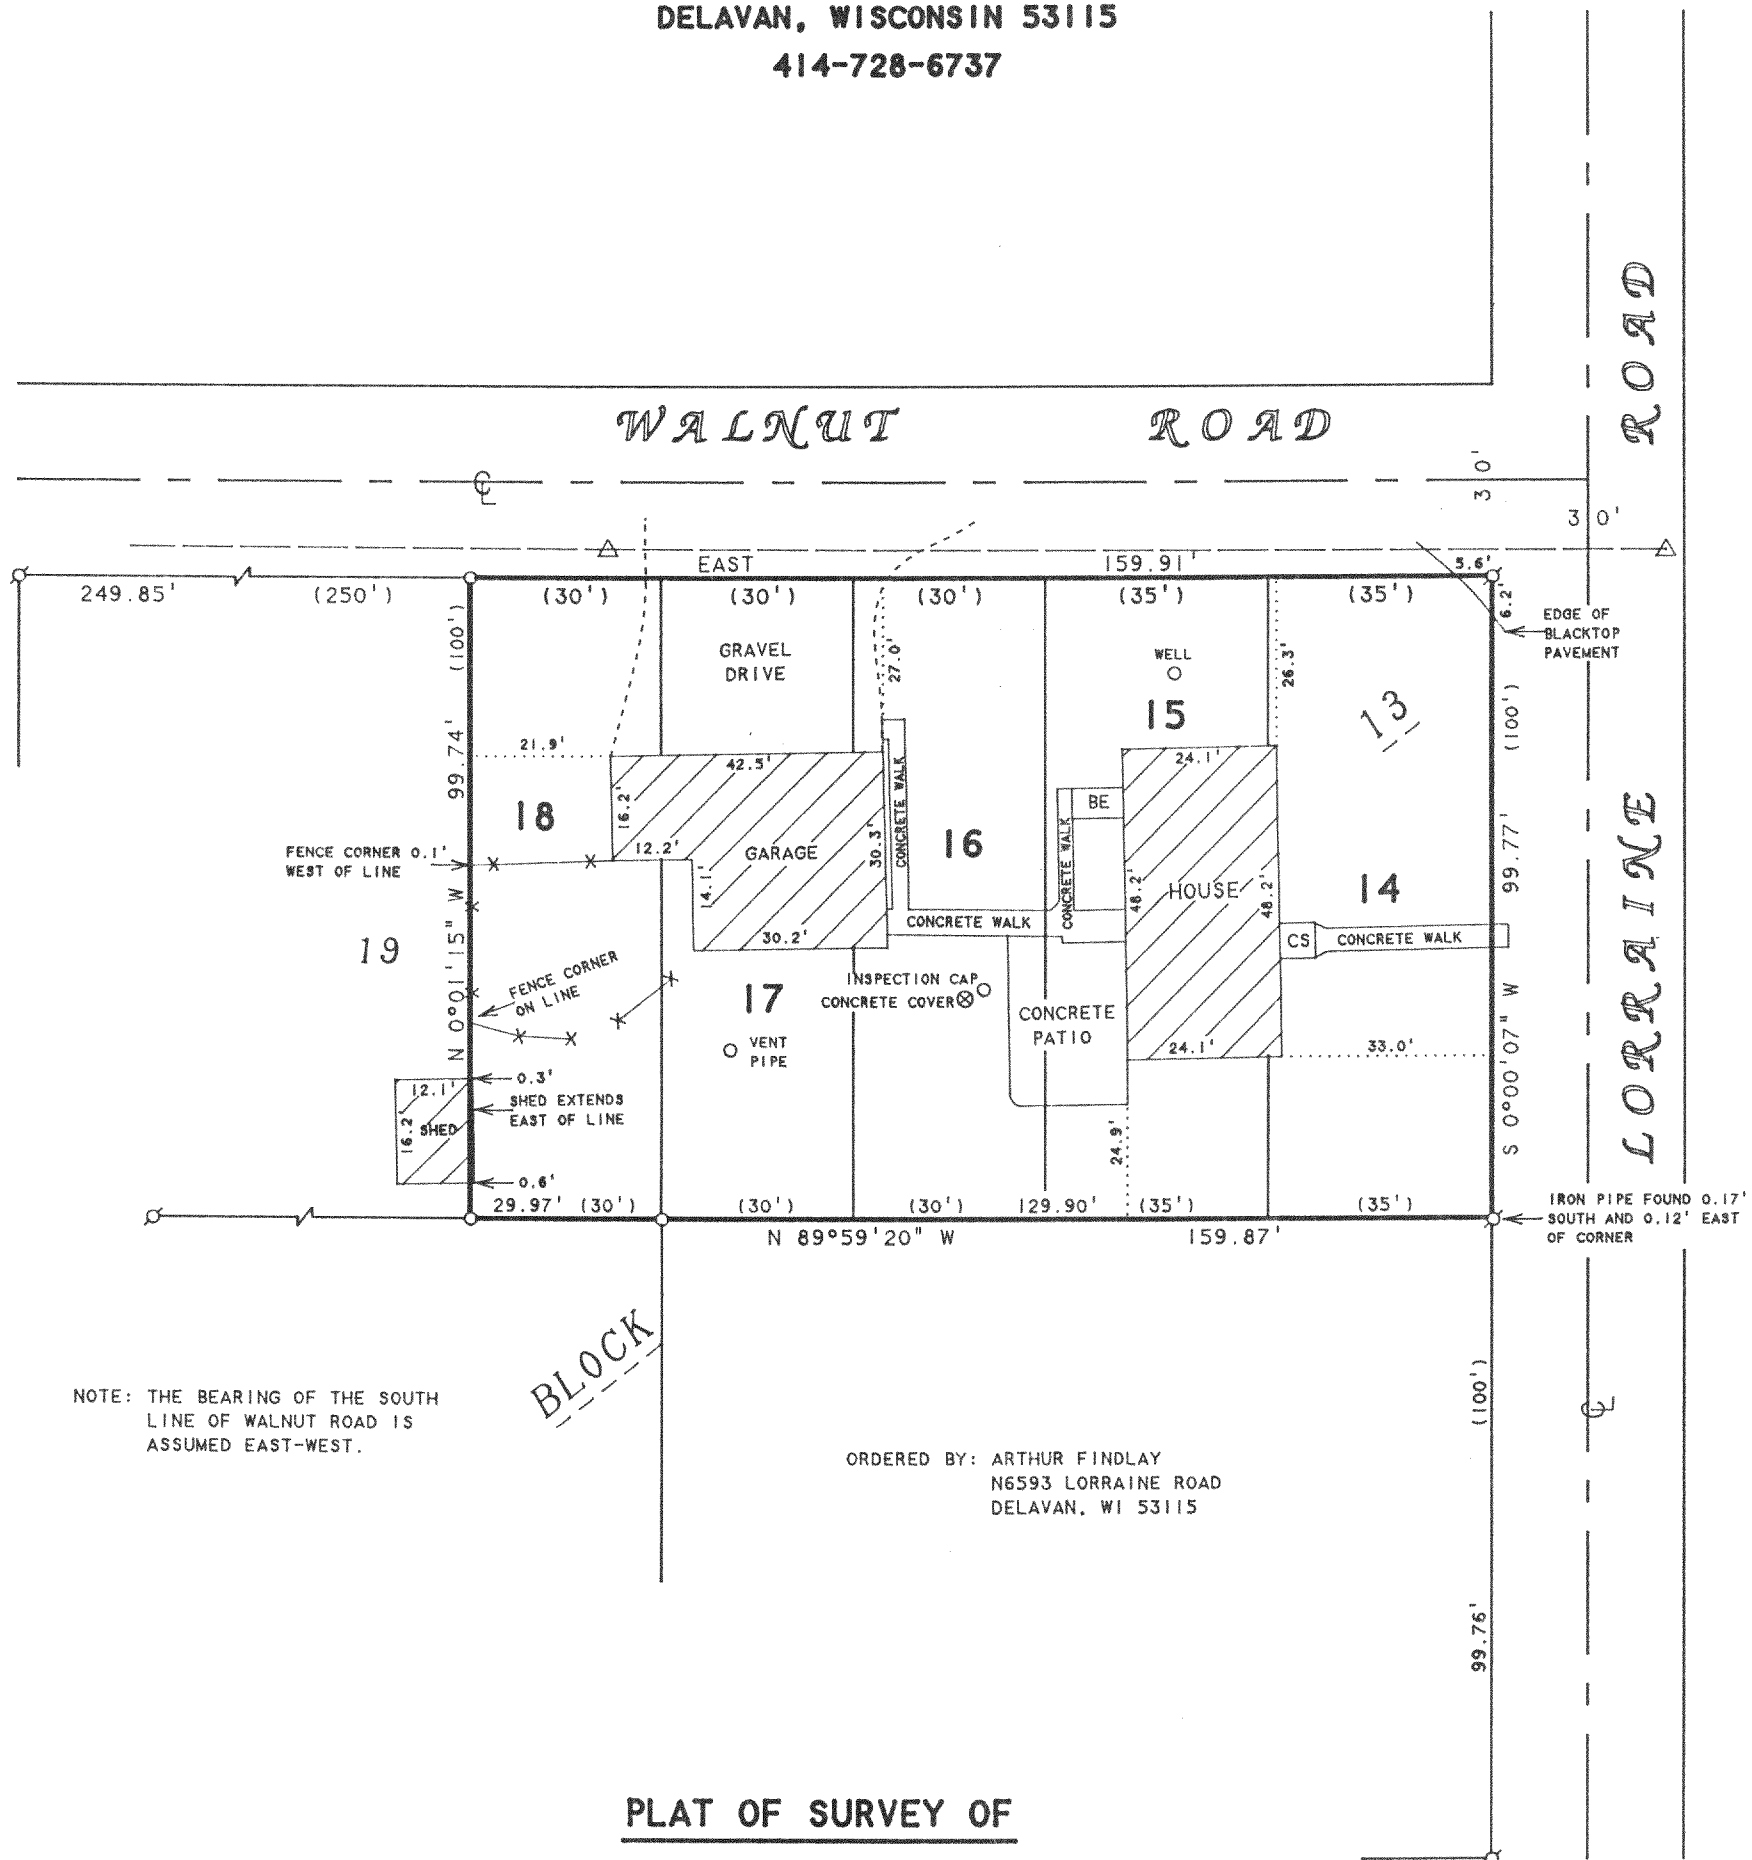 DELAVAN, WISCONSIN 53115
414-728-6737
ROAD
WALNUT ROAD
30'
30'
CL
EAST 159.91' 5.6'
249.85' (250') (30') (30') (30') (35') (35')
6.2'
EDGE OF
BLACKTOP
PAVEMENT
(100')
GRAVEL
DRIVE
27.0'
WELL
26.3'
15
13
(100')
99.74'
21.9'
42.5'
24.1'
16.2'
CONCRETE WALK
BE
18
12.2'
GARAGE
30.3'
16
CONCRETE WALK
FENCE CORNER 0.1'
WEST OF LINE
14.1'
48.2'
HOUSE
48.2'
14
99.77'
LORRAINE
30.2'
CONCRETE WALK
CS
CONCRETE WALK
19
N 0°01'15" W
FENCE CORNER
ON LINE
INSPECTION CAP
CONCRETE COVER
17
CONCRETE
PATIO
VENT
PIPE
24.1'
33.0'
S 0°00'07" W
0.3'
12.1'
SHED EXTENDS
EAST OF LINE
16.2'
SHED
24.9'
0.6'
29.97' (30') (30') (30') 129.90' (35') (35')
N 89°59'20" W 159.87'
IRON PIPE FOUND 0.17'
SOUTH AND 0.12' EAST
OF CORNER
BLOCK
(100')
CL
NOTE: THE BEARING OF THE SOUTH
LINE OF WALNUT ROAD IS
ASSUMED EAST-WEST.
ORDERED BY: ARTHUR FINDLAY
N6593 LORRAINE ROAD
DELAVAN, WI 53115
99.76'
PLAT OF SURVEY OF